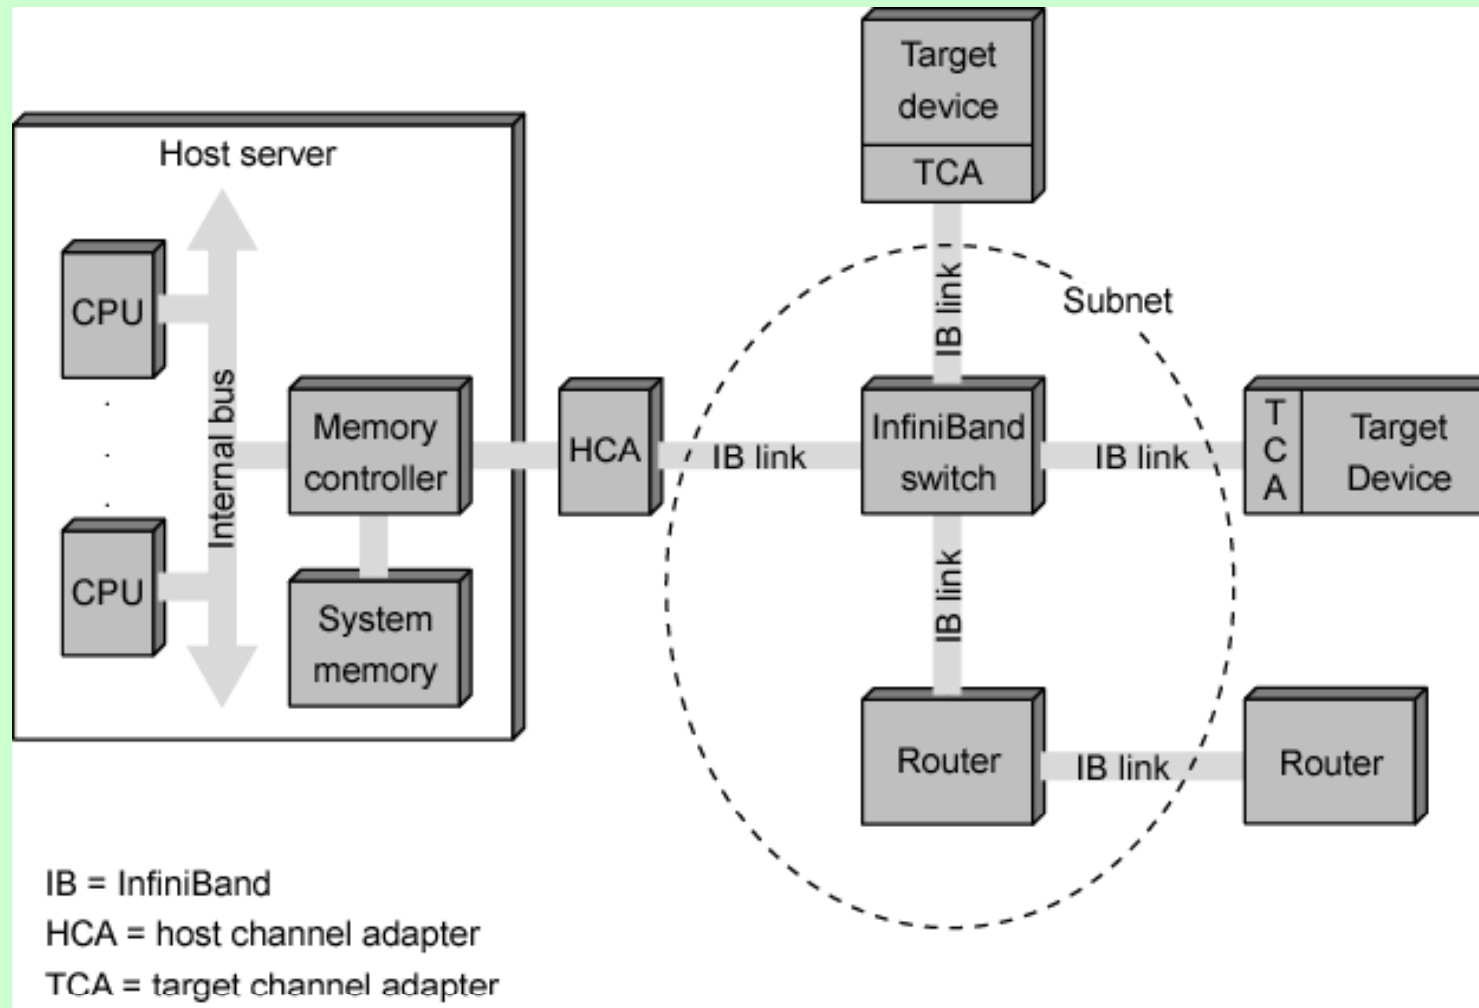 Target
device
TCA
Host server
CPU
Internal bus
CPU
Memory
controller
System
memory
HCA
IB link
IB link
Subnet
InfiniBand
switch
IB link
T
C
A
Target
Device
IB link
Router
IB link
Router
IB = InfiniBand
HCA = host channel adapter
TCA = target channel adapter